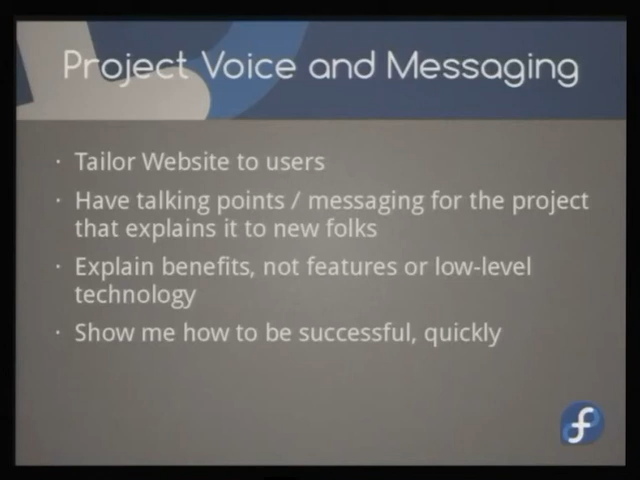 Project Voice and Messaging
· Tailor Website to users
· Have talking points / messaging for the project
that explains it to new folks
· Explain benefits, not features or low-level
technology
· Show me how to be successful, quickly